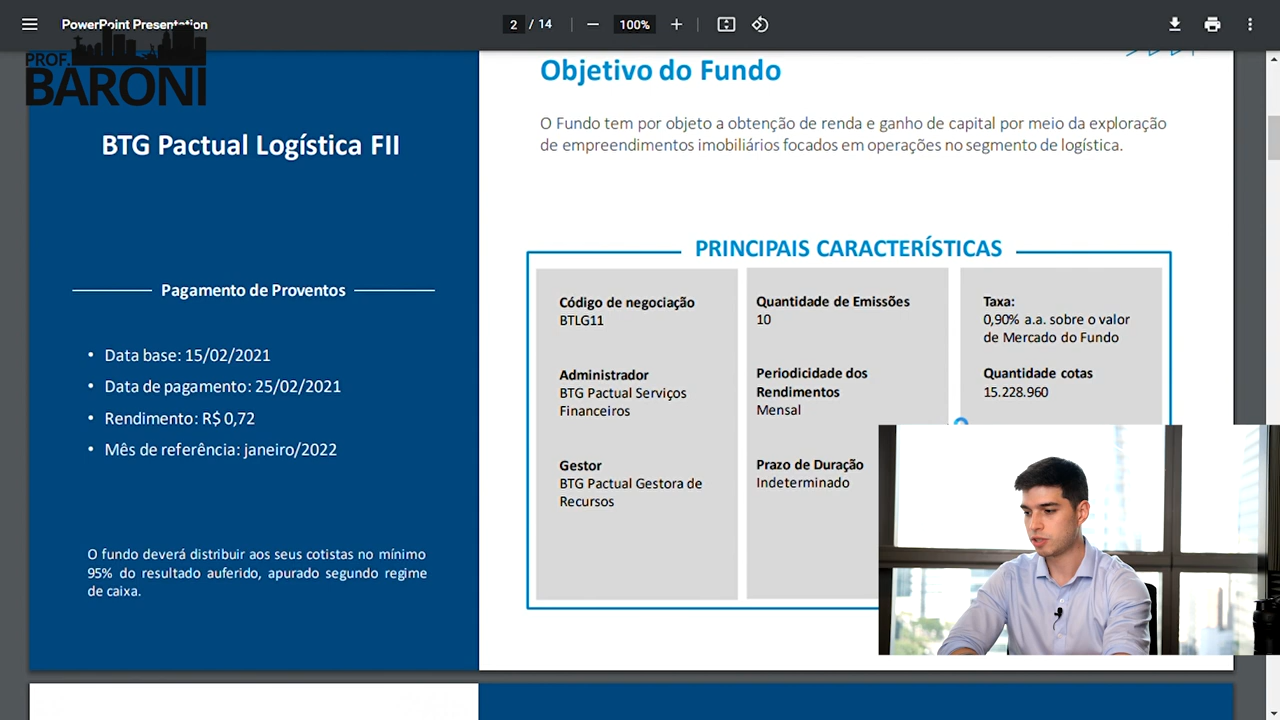 PowerPoint Presentation
2 / 14
100%
PROF.
BARONI
BTG Pactual Logística FII
Pagamento de Proventos
• Data base: 15/02/2021
• Data de pagamento: 25/02/2021
• Rendimento: R$ 0,72
• Mês de referência: janeiro/2022
O fundo deverá distribuir aos seus cotistas no mínimo
95% do resultado auferido, apurado segundo regime
de caixa.
Objetivo do Fundo
O Fundo tem por objeto a obtenção de renda e ganho de capital por meio da exploração
de empreendimentos imobiliários focados em operações no segmento de logística.
PRINCIPAIS CARACTERÍSTICAS
Código de negociação
BTLG11
Administrador
BTG Pactual Serviços
Financeiros
Gestor
BTG Pactual Gestora de
Recursos
Quantidade de Emissões
10
Periodicidade dos
Rendimentos
Mensal
Prazo de Duração
Indeterminado
Taxa:
0,90% a.a. sobre o valor
de Mercado do Fundo
Quantidade cotas
15.228.960